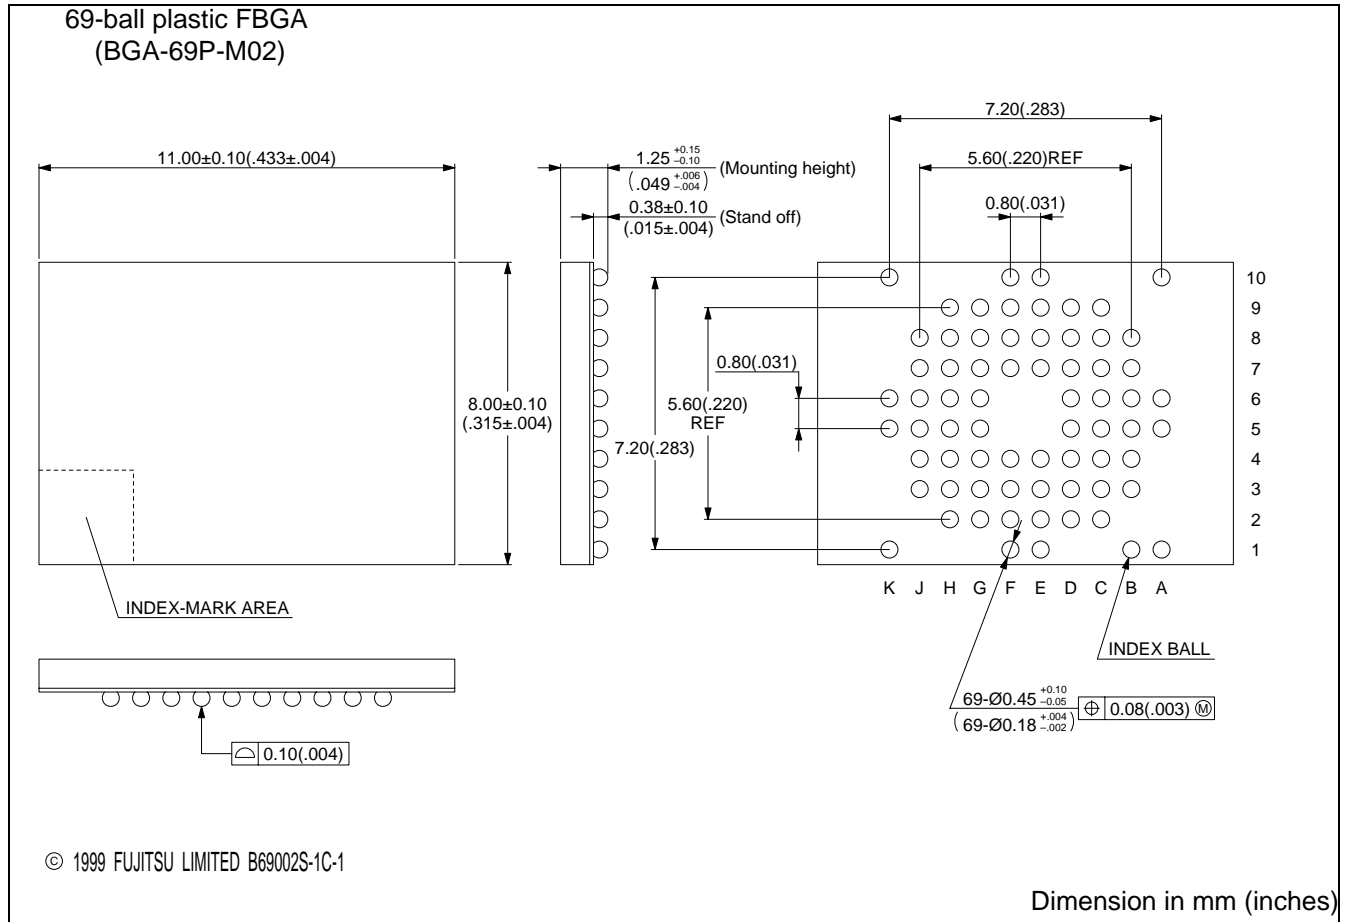 69-ball plastic FBGA
(BGA-69P-M02)
11.00±0.10(.433±.004)
1.25 +0.15 –0.10 (Mounting height)
(.049 +.006 –.004)
0.38±0.10 (Stand off)
(.015±.004)
7.20(.283)
5.60(.220)REF
0.80(.031)
8.00±0.10
(.315±.004)
0.80(.031)
5.60(.220)
REF
7.20(.283)
10
9
8
7
6
5
4
3
2
1
K J H G F E D C B A
INDEX-MARK AREA
INDEX BALL
69-Ø0.45 +0.10 –0.05
(69-Ø0.18 +.004 –.002)
⌖ 0.08(.003) Ⓜ
⌓ 0.10(.004)
© 1999 FUJITSU LIMITED B69002S-1C-1
Dimension in mm (inches)